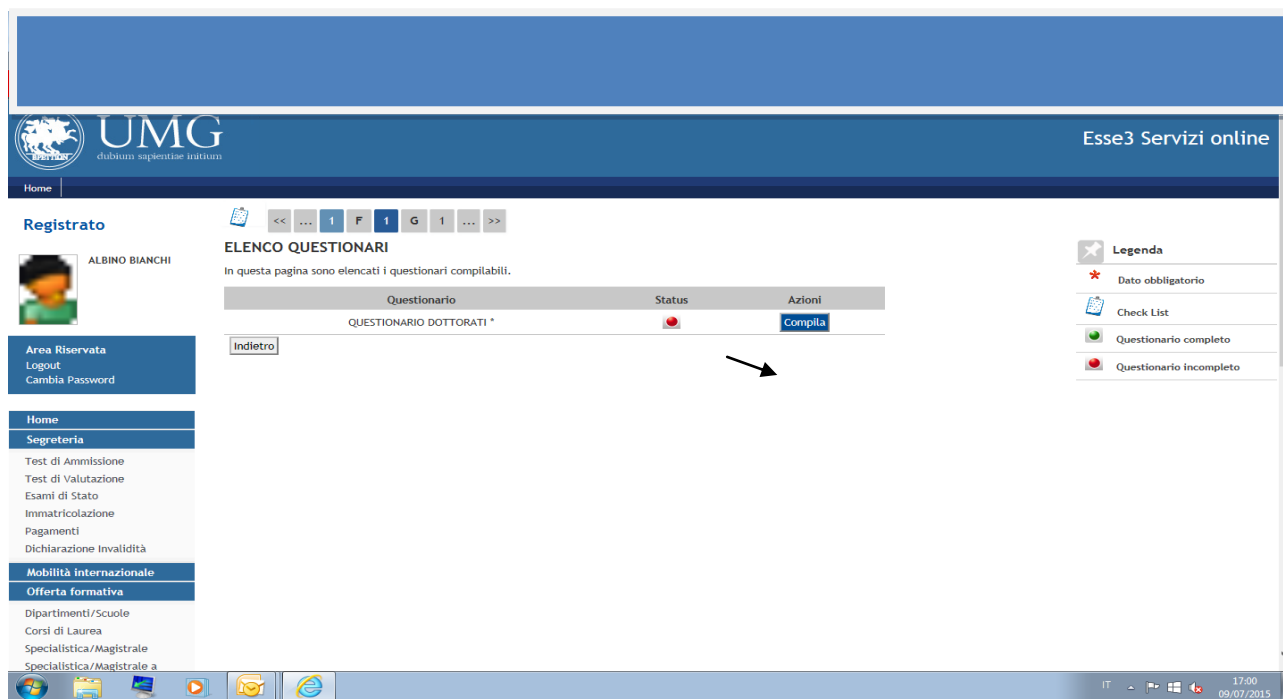 UMG
dubium sapientiae initium
Esse3 Servizi online
Home
Registrato
ALBINO BIANCHI
<< ... 1 F 1 G 1 ... >>
ELENCO QUESTIONARI
In questa pagina sono elencati i questionari compilabili.
Questionario Status Azioni
QUESTIONARIO DOTTORATI * Compila
Indietro
Legenda
* Dato obbligatorio
Check List
Questionario completo
Questionario incompleto
Area Riservata
Logout
Cambia Password
Home
Segreteria
Test di Ammissione
Test di Valutazione
Esami di Stato
Immatricolazione
Pagamenti
Dichiarazione Invalidità
Mobilità internazionale
Offerta formativa
Dipartimenti/Scuole
Corsi di Laurea
Specialistica/Magistrale
Specialistica/Magistrale a
IT
17:00
09/07/2015